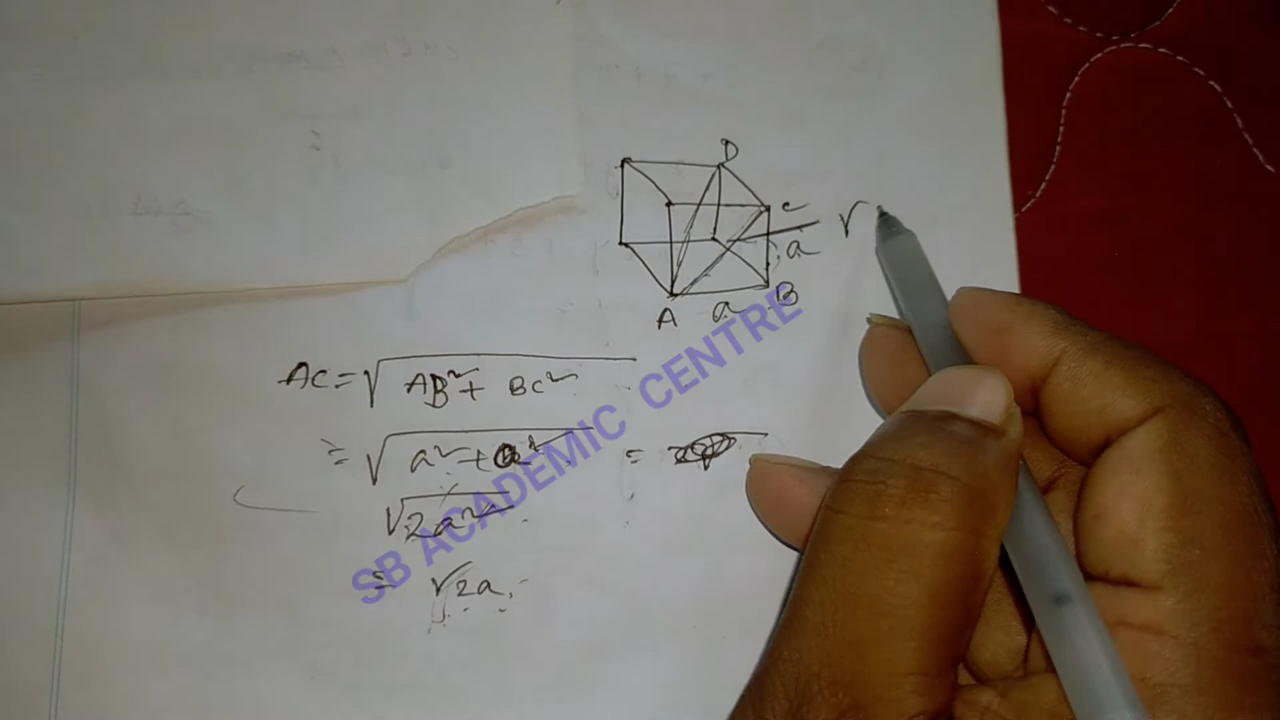 D
C
a
A a B
AC = √AB² + BC²
= √a² + a² =
√2a²
= √2a
SB ACADEMIC CENTRE